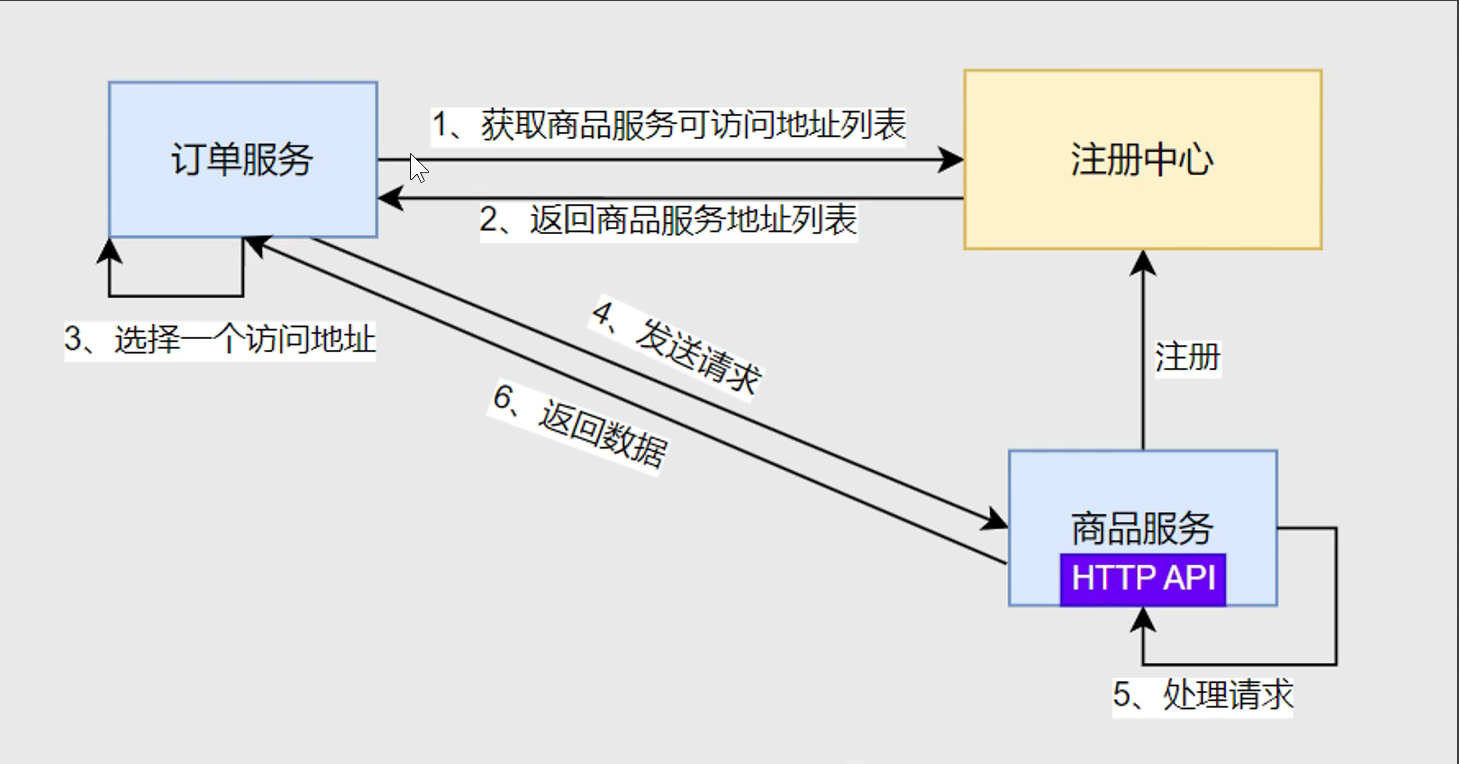 订单服务
1、获取商品服务可访问地址列表
注册中心
2、返回商品服务地址列表
3、选择一个访问地址
4、发送请求
注册
6、返回数据
商品服务
HTTP API
5、处理请求